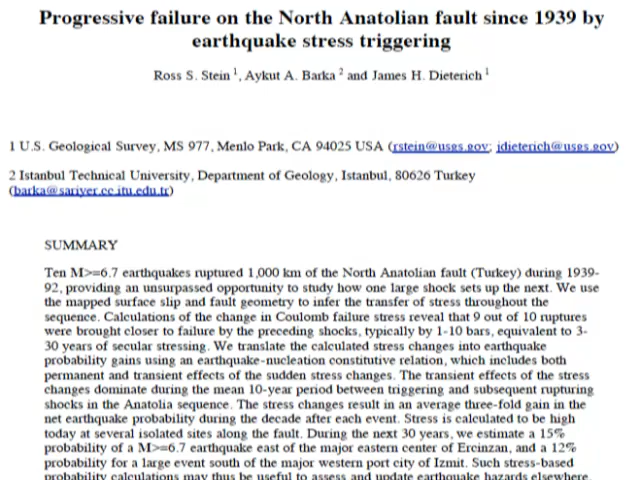 Progressive failure on the North Anatolian fault since 1939 by
earthquake stress triggering
Ross S. Stein 1, Aykut A. Barka 2 and James H. Dieterich 1
1 U.S. Geological Survey, MS 977, Menlo Park, CA 94025 USA (rstein@usgs.gov; jdieterich@usgs.gov)
2 Istanbul Technical University, Department of Geology, Istanbul, 80626 Turkey
(barka@sariyer.cc.itu.edu.tr)
SUMMARY
Ten M>=6.7 earthquakes ruptured 1,000 km of the North Anatolian fault (Turkey) during 1939-
92, providing an unsurpassed opportunity to study how one large shock sets up the next. We use
the mapped surface slip and fault geometry to infer the transfer of stress throughout the
sequence. Calculations of the change in Coulomb failure stress reveal that 9 out of 10 ruptures
were brought closer to failure by the preceding shocks, typically by 1-10 bars, equivalent to 3-
30 years of secular stressing. We translate the calculated stress changes into earthquake
probability gains using an earthquake-nucleation constitutive relation, which includes both
permanent and transient effects of the sudden stress changes. The transient effects of the stress
changes dominate during the mean 10-year period between triggering and subsequent rupturing
shocks in the Anatolia sequence. The stress changes result in an average three-fold gain in the
net earthquake probability during the decade after each event. Stress is calculated to be high
today at several isolated sites along the fault. During the next 30 years, we estimate a 15%
probability of a M>=6.7 earthquake east of the major eastern center of Ercinzan, and a 12%
probability for a large event south of the major western port city of Izmit. Such stress-based
probability calculations may thus be useful to assess and update earthquake hazards elsewhere.